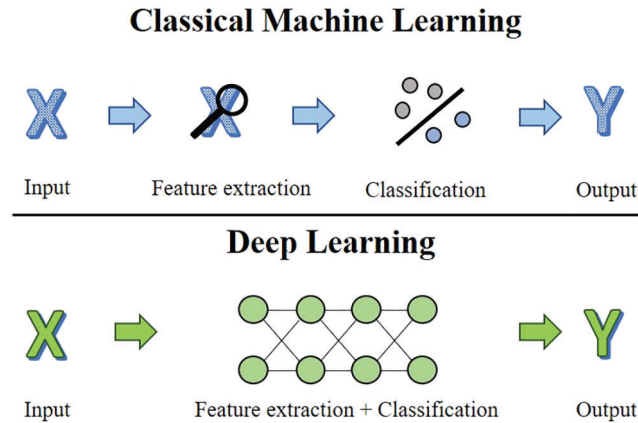 Classical Machine Learning
X X Y
Input Feature extraction Classification Output
Deep Learning
X Y
Input Feature extraction + Classification Output